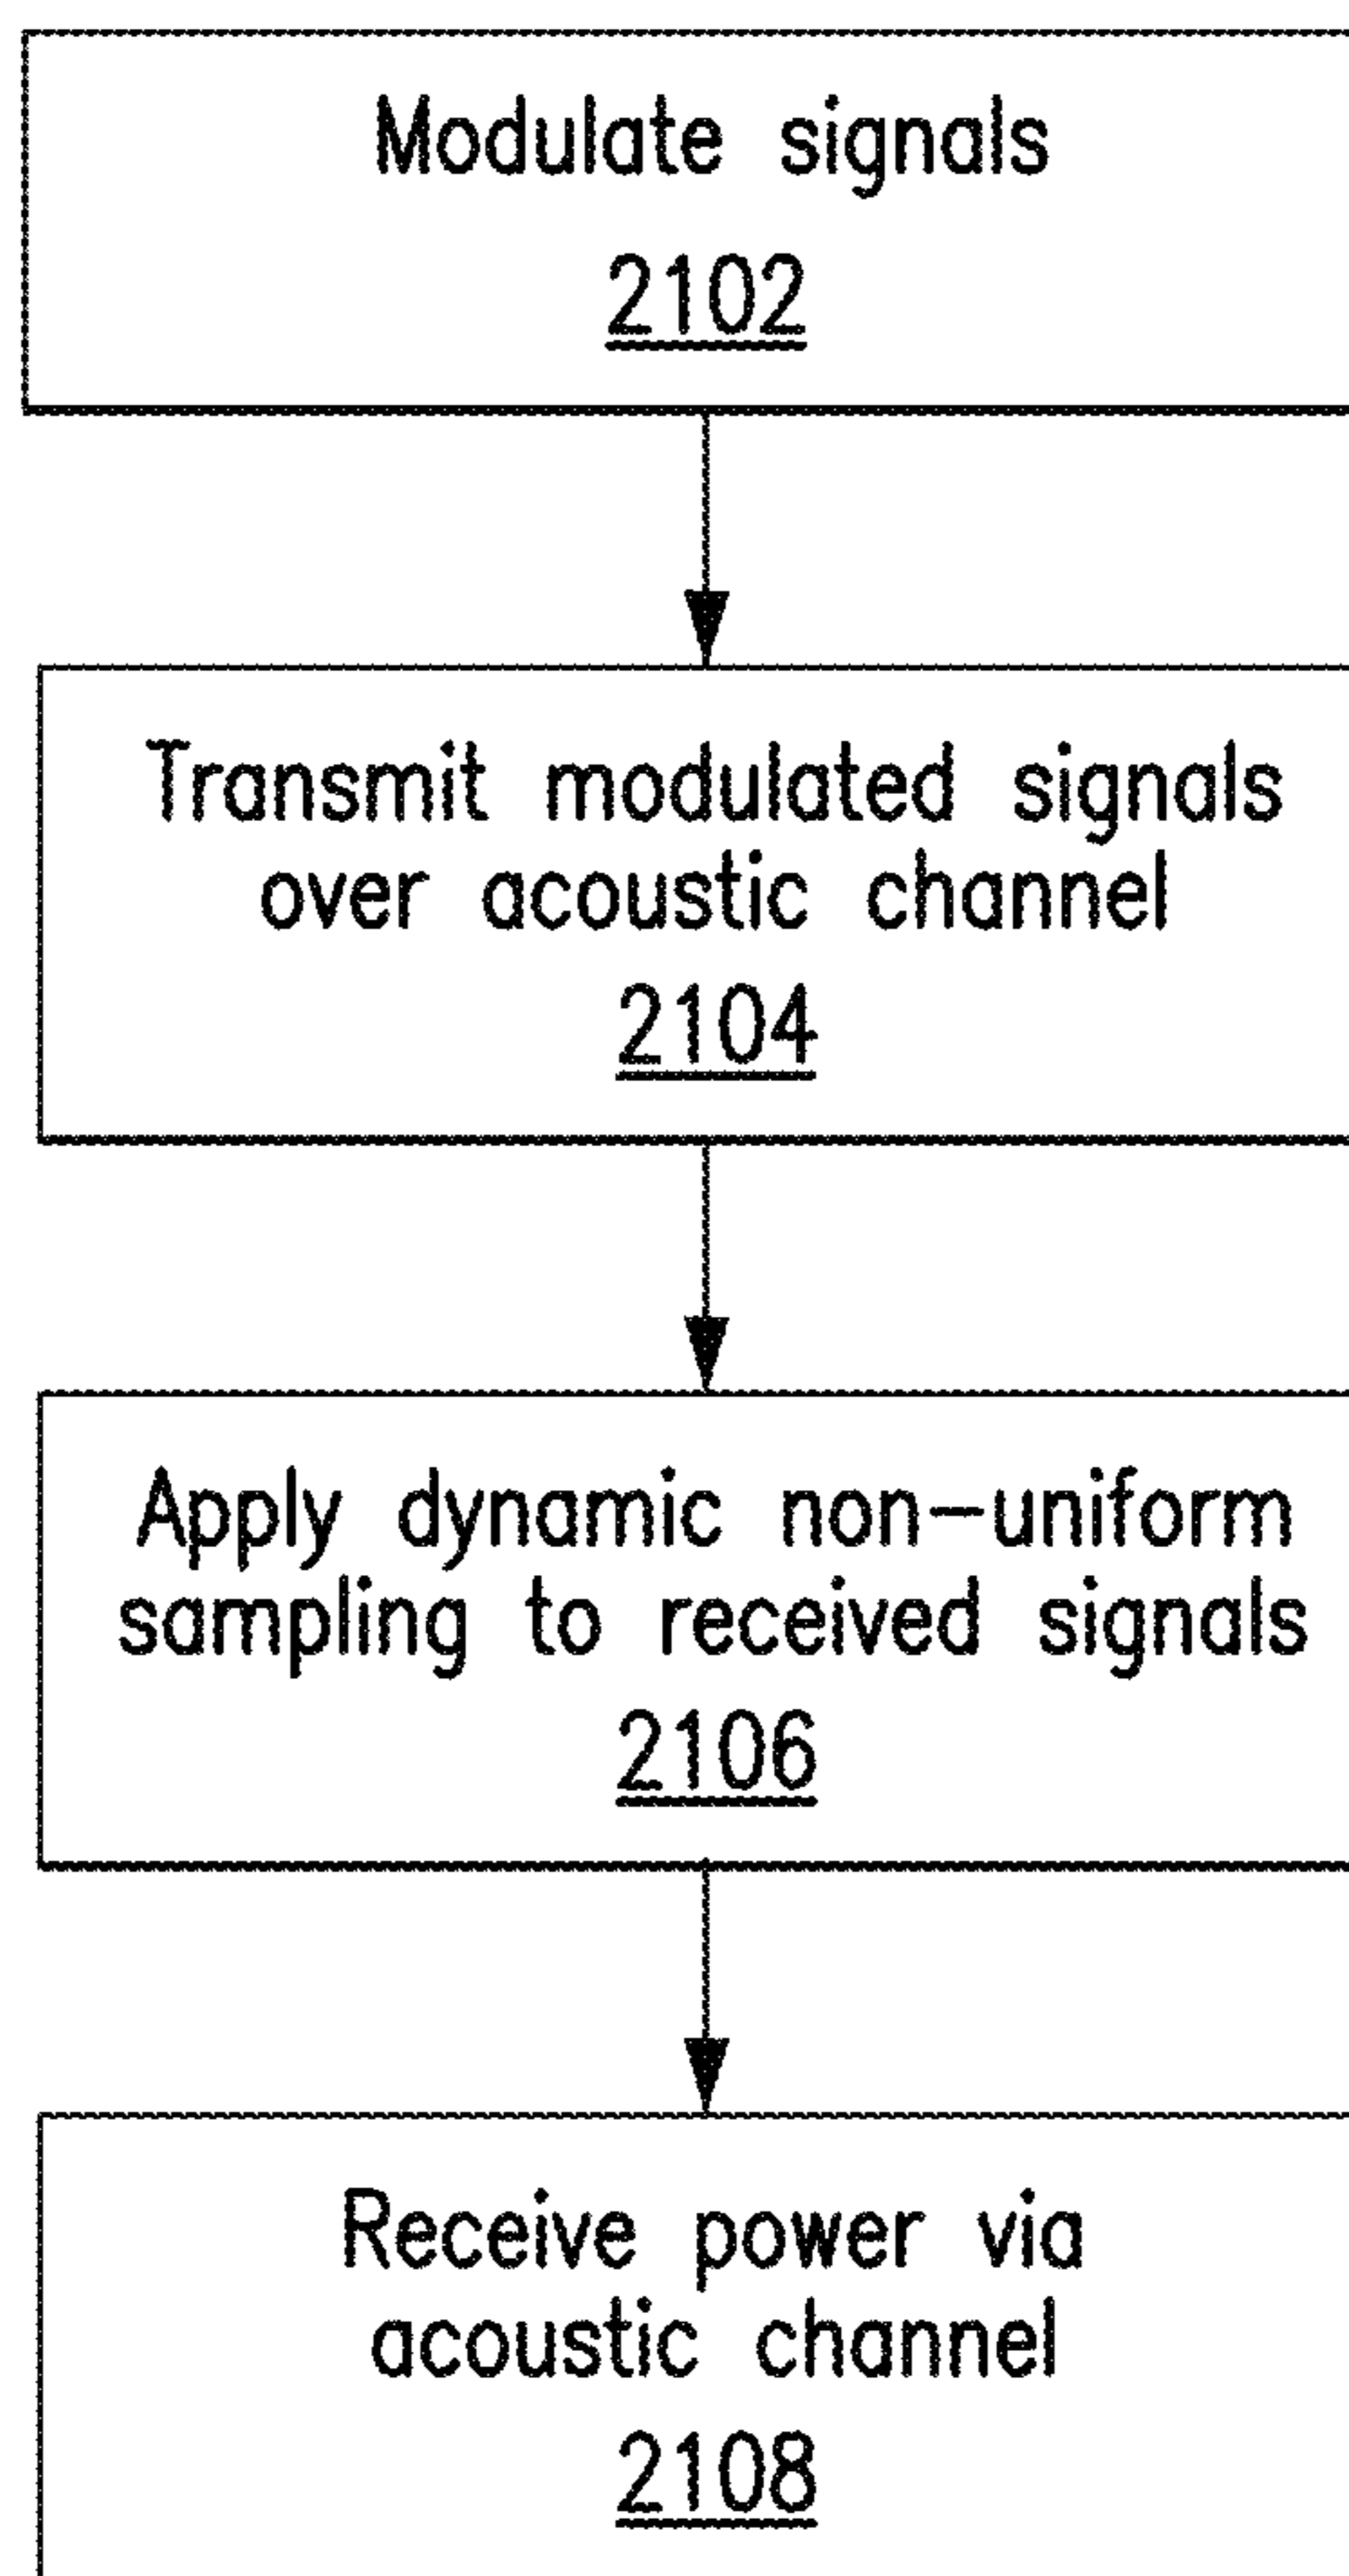 Modulate signals
2102
Transmit modulated signals
over acoustic channel
2104
Apply dynamic non-uniform
sampling to received signals
2106
Receive power via
acoustic channel
2108